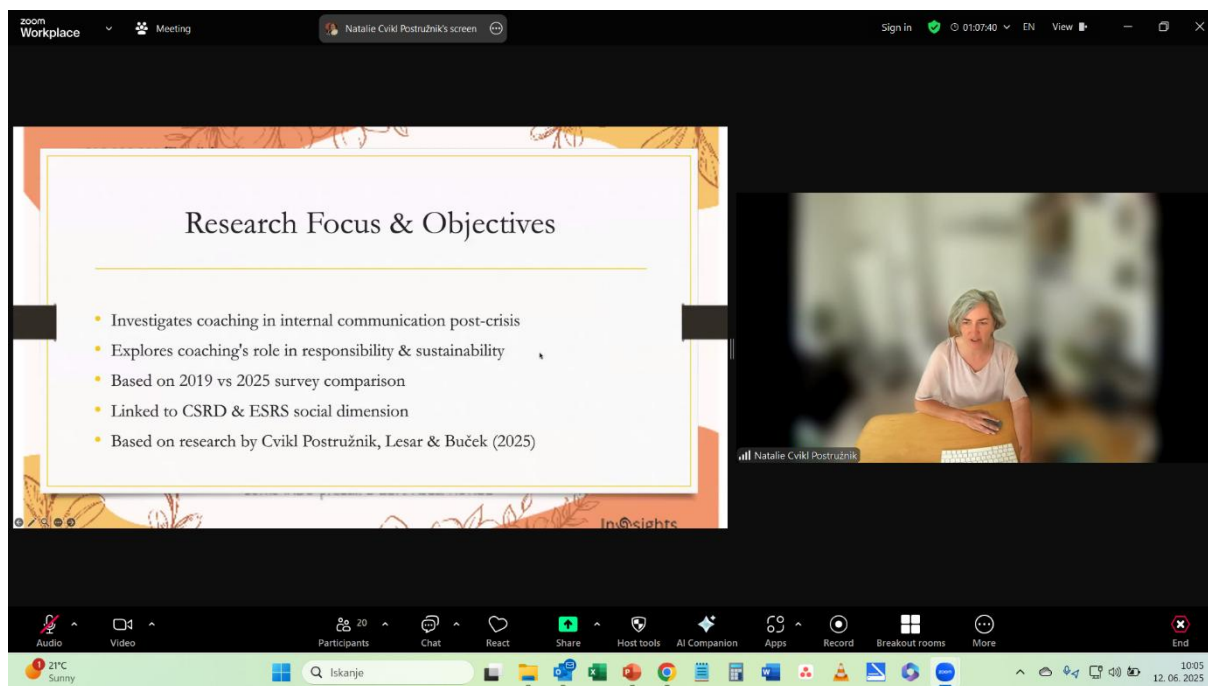 zoom
Workplace
Meeting
Natalie Cvikl Postružnik's screen
Sign in
01:07:40
EN
View
Research Focus & Objectives
• Investigates coaching in internal communication post-crisis
• Explores coaching's role in responsibility & sustainability
• Based on 2019 vs 2025 survey comparison
• Linked to CSRD & ESRS social dimension
• Based on research by Cvikl Postružnik, Lesar & Buček (2025)
In@sights
Natalie Cvikl Postružnik
Audio
Video
20
Participants
Chat
React
Share
Host tools
AI Companion
Apps
Record
Breakout rooms
More
End
1
21°C
Sunny
Iskanje
10:05
12. 06. 2025